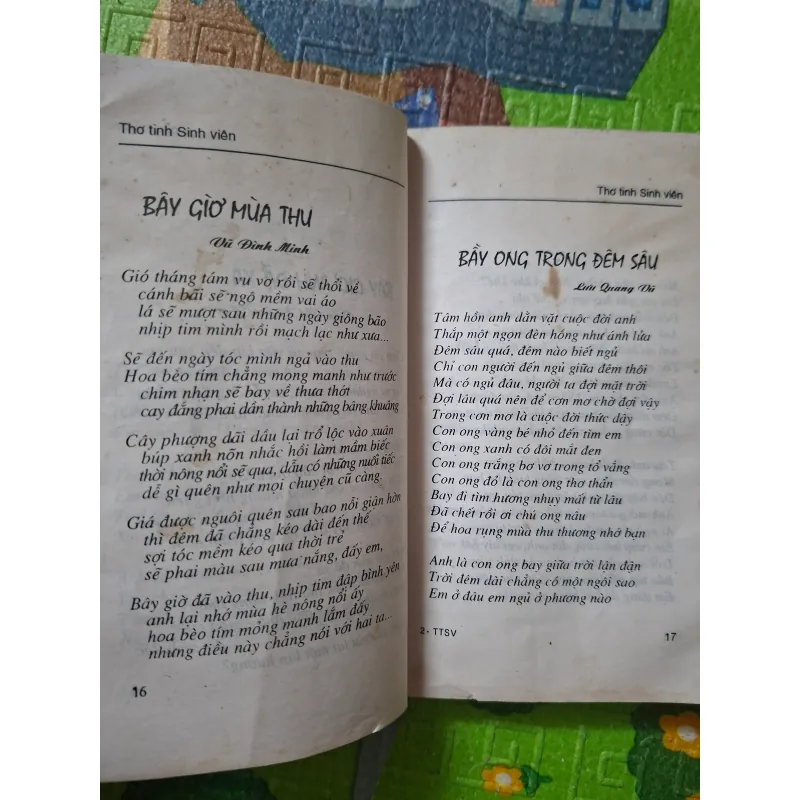 Thơ tình Sinh viên
BÂY GIỜ MÙA THU
Vũ Đình Minh
Gió tháng tám vu vơ rồi sẽ thổi về
cánh bãi sẽ ngô mềm vai áo
lá sẽ mượt sau những ngày giông bão
nhịp tim mình rồi mạch lạc như xưa...
Sẽ đến ngày tóc mình ngả vào thu
Hoa bèo tím chẳng mong manh như trước
chim nhạn sẽ bay về thưa thớt
cay đắng phai dần thành những bâng khuâng
Cây phượng dãi dầu lại trổ lộc vào xuân
búp xanh nõn nhắc hồi làm mầm biếc
thời nông nổi sẽ qua, dẫu có những nuối tiếc
dễ gì quên như mọi chuyện cũ càng
Giá được nguôi quên sau bao nỗi giận hờn
thì đêm đã chẳng kéo dài đến thế
sợi tóc mềm kéo qua thời trẻ
sẽ phai màu sau mưa nắng, đấy em,
Bây giờ đã vào thu, nhịp tim đập bình yên
anh lại nhớ mùa hè nóng nổi ấy
hoa bèo tím mỏng manh lắm đấy
nhưng điều này chẳng nói với hai ta...
16
Thơ tình Sinh viên
BẦY ONG TRONG ĐÊM SÂU
Lưu Quang Vũ
Tâm hồn anh dằn vặt cuộc đời anh
Thắp một ngọn đèn hồng như ánh lửa
Đêm sâu quá, đêm nào biết ngủ
Chỉ con người đến ngủ giữa đêm thôi
Mà có ngủ đâu, người ta đợi mặt trời
Đợi lâu quá nên để cơn mơ chờ đợi vậy
Trong cơn mơ là cuộc đời thức dậy
Con ong vàng bé nhỏ đến tìm em
Con ong xanh có đôi mắt đen
Con ong trắng bơ vơ trong tổ vắng
Con ong đỏ là con ong thơ thẩn
Bay đi tìm hương nhụy mất từ lâu
Đã chết rồi ơi chú ong nâu
Để hoa rụng mùa thu thương nhớ bạn
Anh là con ong bay giữa trời lận đận
Trời đêm dài chẳng có một ngôi sao
Em ở đâu em ngủ ở phương nào
2- TTSV
17